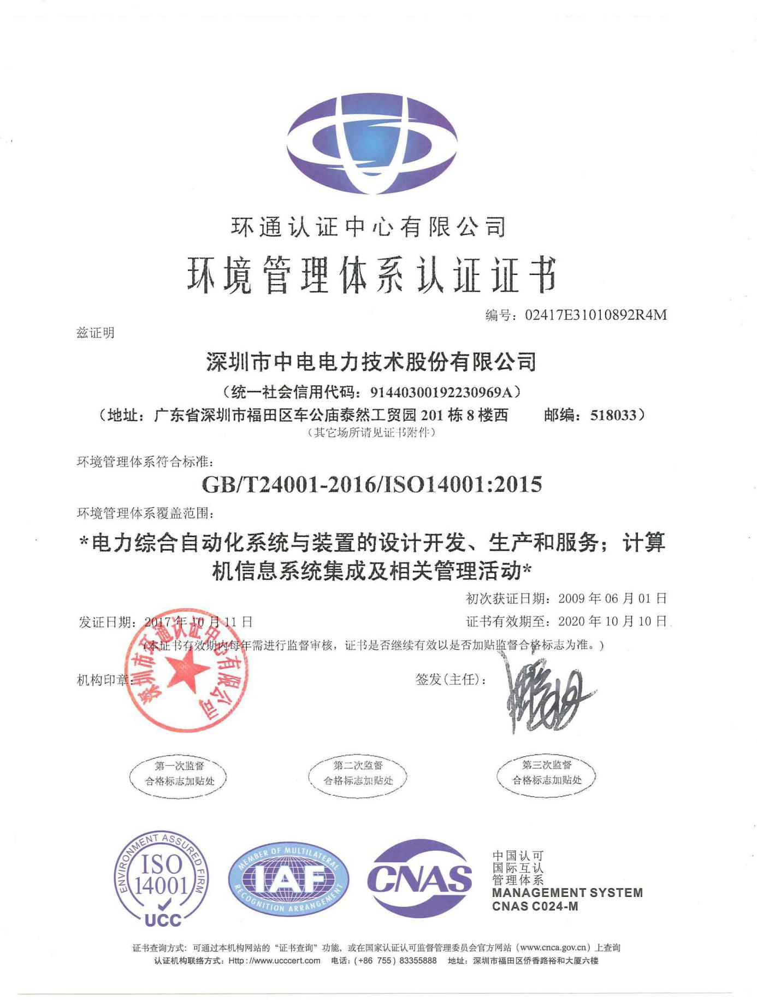 环通认证中心有限公司
环境管理体系认证证书
编号：02417E31010892R4M
兹证明
深圳市中电电力技术股份有限公司
（统一社会信用代码：91440300192230969A）
（地址：广东省深圳市福田区车公庙泰然工贸园 201 栋 8 楼西 邮编：518033）
（其它场所请见证书附件）
环境管理体系符合标准：
GB/T24001-2016/ISO14001:2015
环境管理体系覆盖范围：
*电力综合自动化系统与装置的设计开发、生产和服务；计算
机信息系统集成及相关管理活动*
初次获证日期：2009 年 06 月 01 日
发证日期：2017 年 10 月 11 日
证书有效期至：2020 年 10 月 10 日
（本证书有效期内每年需进行监督审核，证书是否继续有效以是否加贴监督合格标志为准。)
机构印章：
签发(主任)：
深圳市环通认证中心有限公司
第一次监督
合格标志加贴处
第二次监督
合格标志加贴处
第三次监督
合格标志加贴处
ENVIRONMENT ASSURED FIRM
ISO
14001
UCC
MEMBER OF MULTILATERAL
IAF
RECOGNITION ARRANGEMENT
CNAS
中国认可
国际互认
管理体系
MANAGEMENT SYSTEM
CNAS C024-M
证书查询方式：可通过本机构网站的“证书查询”功能，或在国家认证认可监督管理委员会官方网站（www.cnca.gov.cn）上查询
认证机构联络方式：Http://www.ucccert.com 电话：(+86 755) 83355888 地址：深圳市福田区侨香路裕和大厦六楼